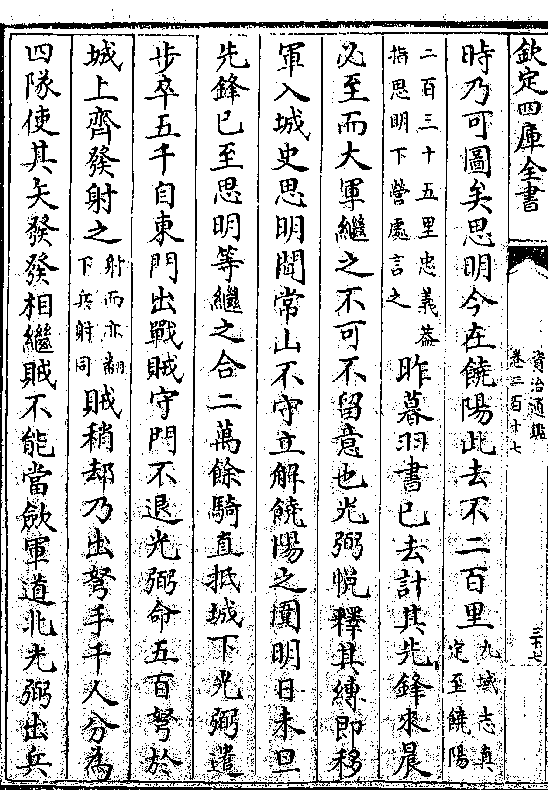 欽定四庫全書
資治通鑑
卷二百十七
三十七
時乃可圖矣思明今在饒陽此去不二百里九域志真定至饒陽
二百三十五里忠義葢指思明下營處言之昨暮羽書已去計其先鋒來晨
必至而大軍繼之不可不留意也光弼悅釋其縳即移
軍入城史思明聞常山不守立解饒陽之圍明日未旦
先鋒已至思明等繼之合二萬餘騎直抵城下光弼遣
步卒五千自東門出戰賊守門不退光弼命五百弩於
城上齊發射之射而亦翻下度射同賊稍却乃出弩手千人分為
四隊使其矢發發相繼賊不能當斂軍道北光弼出兵